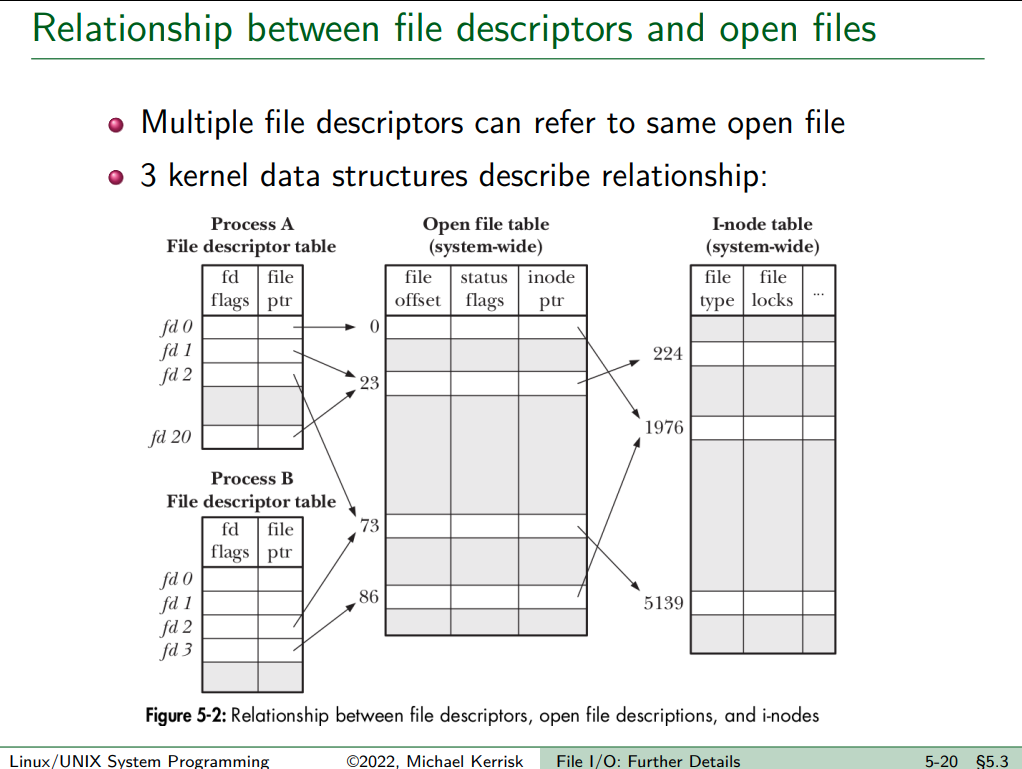 Relationship between file descriptors and open files
Multiple file descriptors can refer to same open file
3 kernel data structures describe relationship:
Process A
File descriptor table
fd flags
file ptr
fd 0
fd 1
fd 2
fd 20
Process B
File descriptor table
fd flags
file ptr
fd 0
fd 1
fd 2
fd 3
Open file table
(system-wide)
file offset
status flags
inode ptr
0
23
73
86
I-node table
(system-wide)
file type
file locks
...
224
1976
5139
Figure 5-2: Relationship between file descriptors, open file descriptions, and i-nodes
Linux/UNIX System Programming
©2022, Michael Kerrisk
File I/O: Further Details
5-20 §5.3